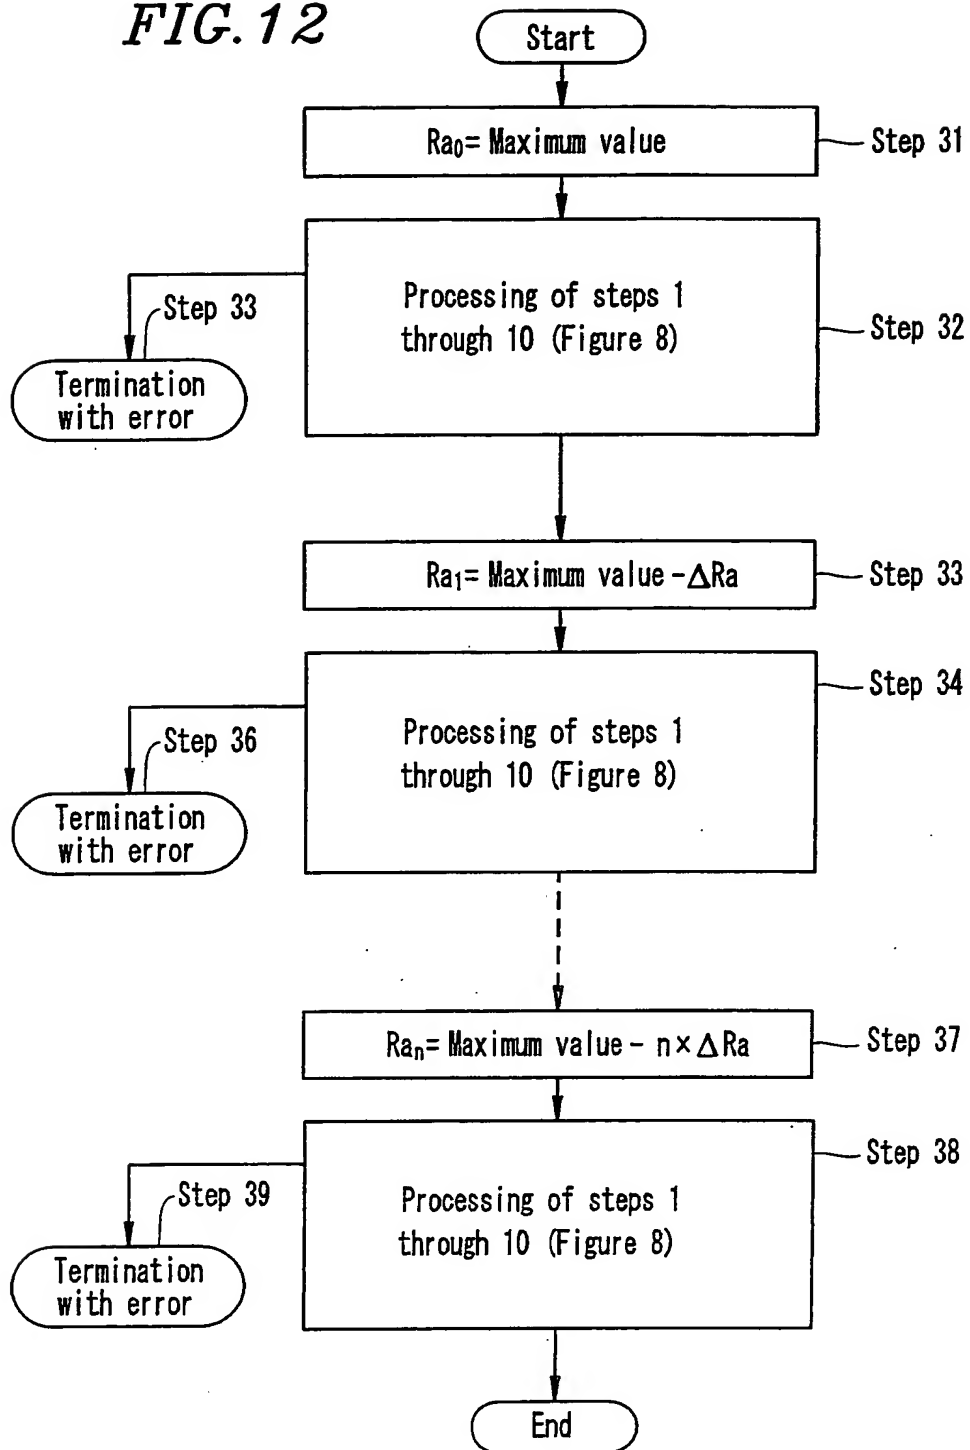 FIG. 12
Start
Ra₀= Maximum value
Step 31
Processing of steps 1
through 10 (Figure 8)
Step 32
Step 33
Termination
with error
Ra₁= Maximum value -ΔRa
Step 33
Processing of steps 1
through 10 (Figure 8)
Step 34
Step 36
Termination
with error
Raₙ= Maximum value - n×ΔRa
Step 37
Processing of steps 1
through 10 (Figure 8)
Step 38
Step 39
Termination
with error
End